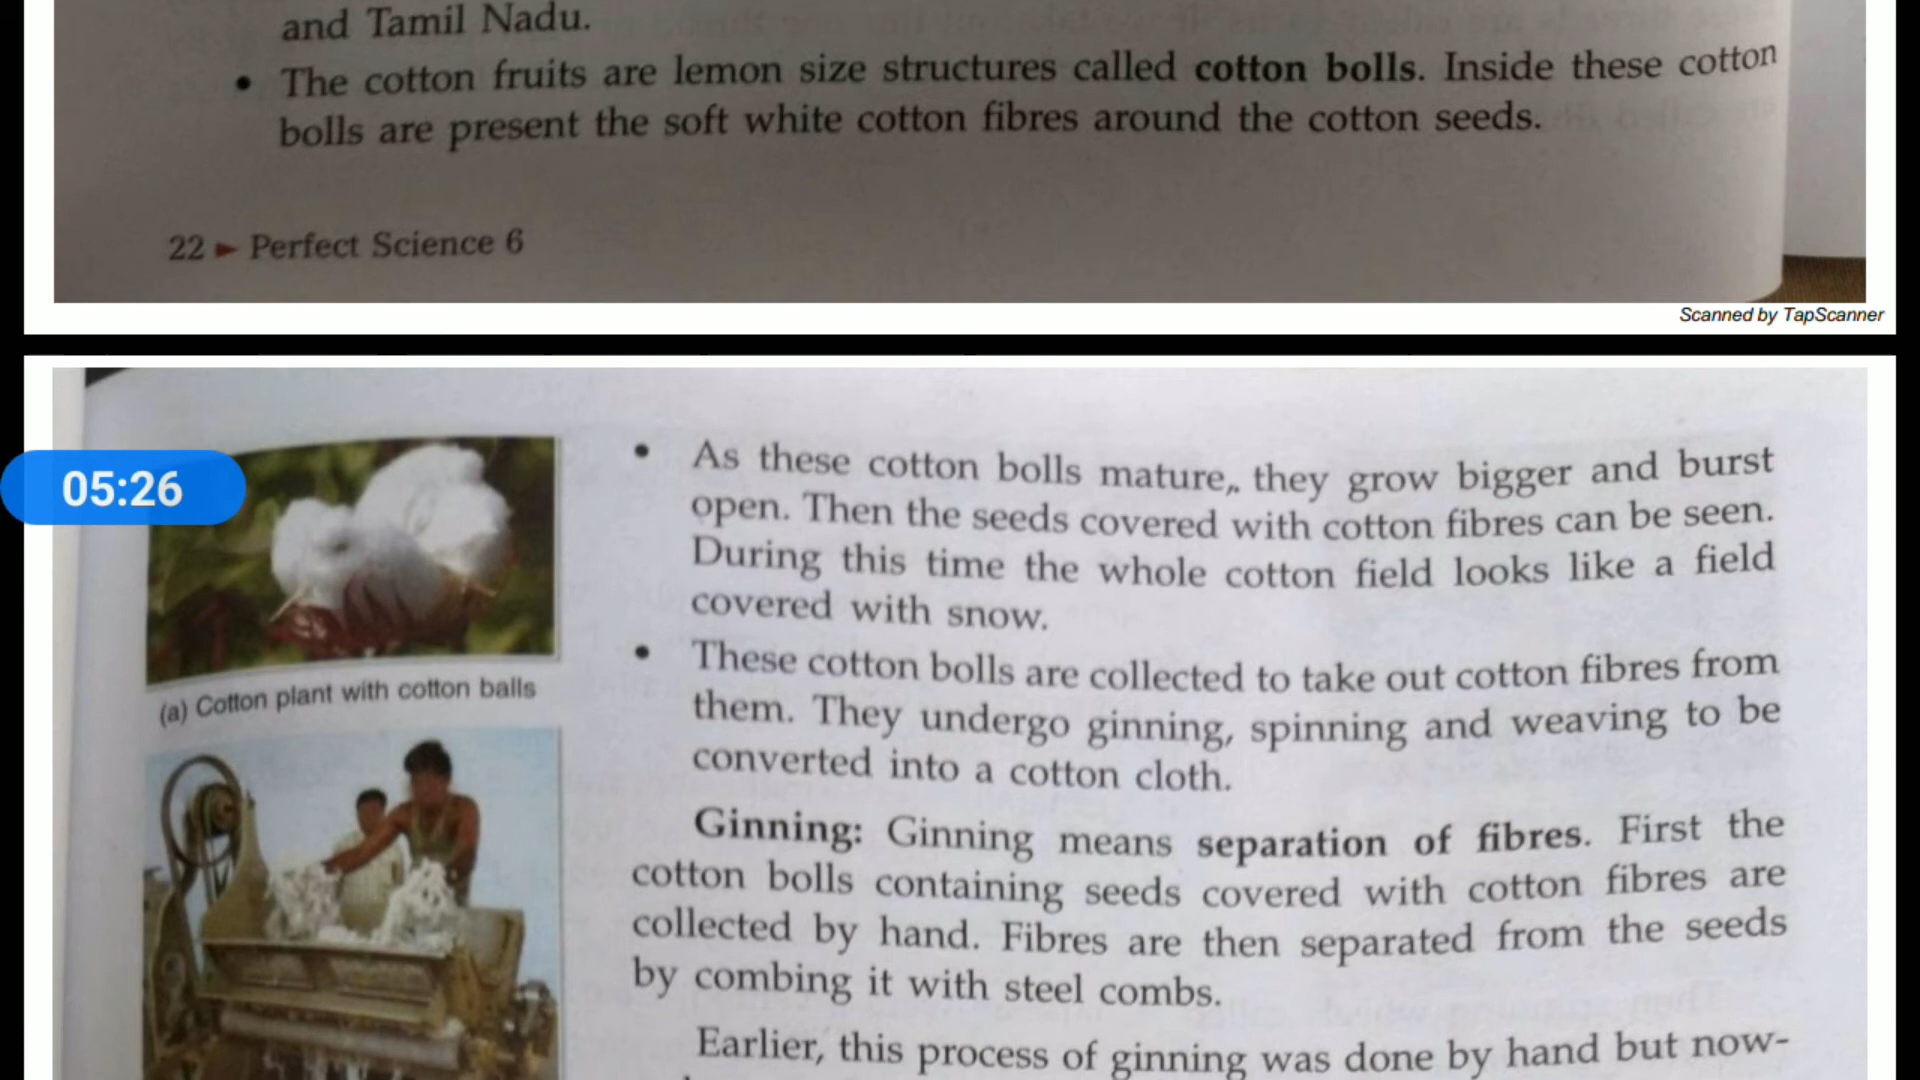 and Tamil Nadu.
• The cotton fruits are lemon size structures called cotton bolls. Inside these cotton
bolls are present the soft white cotton fibres around the cotton seeds.
22 ► Perfect Science 6
Scanned by TapScanner
05:26
(a) Cotton plant with cotton balls
• As these cotton bolls mature,, they grow bigger and burst
open. Then the seeds covered with cotton fibres can be seen.
During this time the whole cotton field looks like a field
covered with snow.
• These cotton bolls are collected to take out cotton fibres from
them. They undergo ginning, spinning and weaving to be
converted into a cotton cloth.
Ginning: Ginning means separation of fibres. First the
cotton bolls containing seeds covered with cotton fibres are
collected by hand. Fibres are then separated from the seeds
by combing it with steel combs.
Earlier, this process of ginning was done by hand but now-